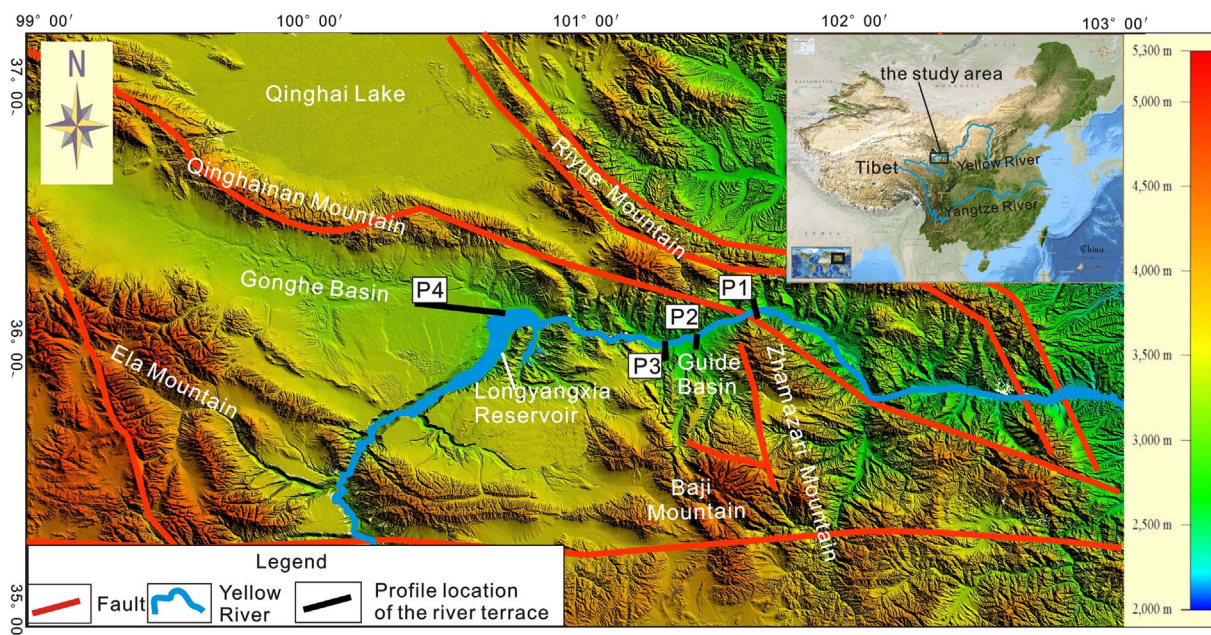 99° 00′
100° 00′
101° 00′
102° 00′
103° 00′
37° 00′
36° 00′
35° 00′
N
Qinghai Lake
Qinghainan Mountain
Riyue Mountain
Gonghe Basin
P4
P1
P2
P3
Guide
Basin
Ela Mountain
Longyangxia
Reservoir
Zhamazari Mountain
Baji
Mountain
the study area
Tibet
Yellow River
Yangtze River
INDIA
China
5,300 m
5,000 m
4,500 m
4,000 m
3,500 m
3,000 m
2,500 m
2,000 m
Legend
Fault
Yellow
River
Profile location
of the river terrace